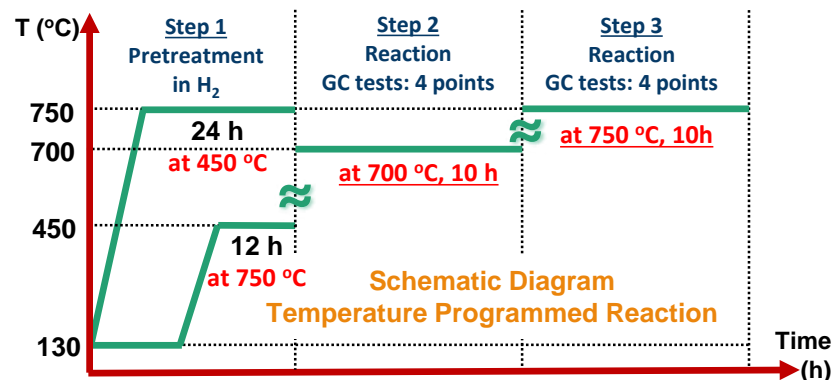 T (°C)
Step 1
Pretreatment
in H₂
Step 2
Reaction
GC tests: 4 points
Step 3
Reaction
GC tests: 4 points
750
24 h
at 450 °C
700
at 700 °C, 10 h
at 750 °C, 10h
450
12 h
at 750 °C
Schematic Diagram
Temperature Programmed Reaction
130
Time
(h)